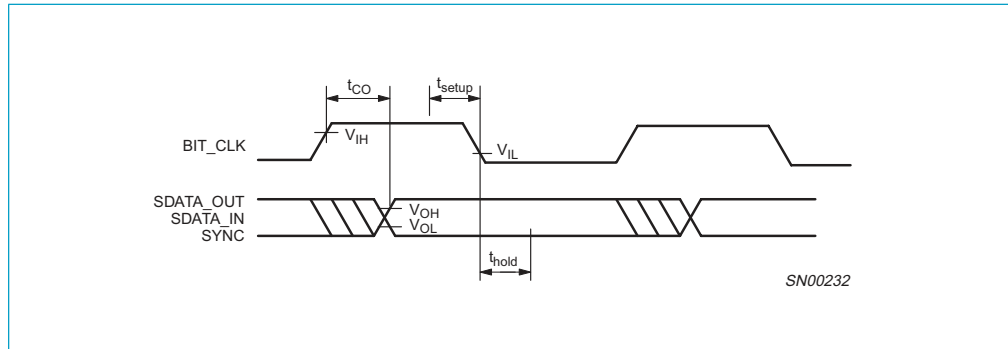 tCO
tsetup
BIT_CLK
VIH
VIL
SDATA_OUT
SDATA_IN
SYNC
VOH
VOL
thold
SN00232